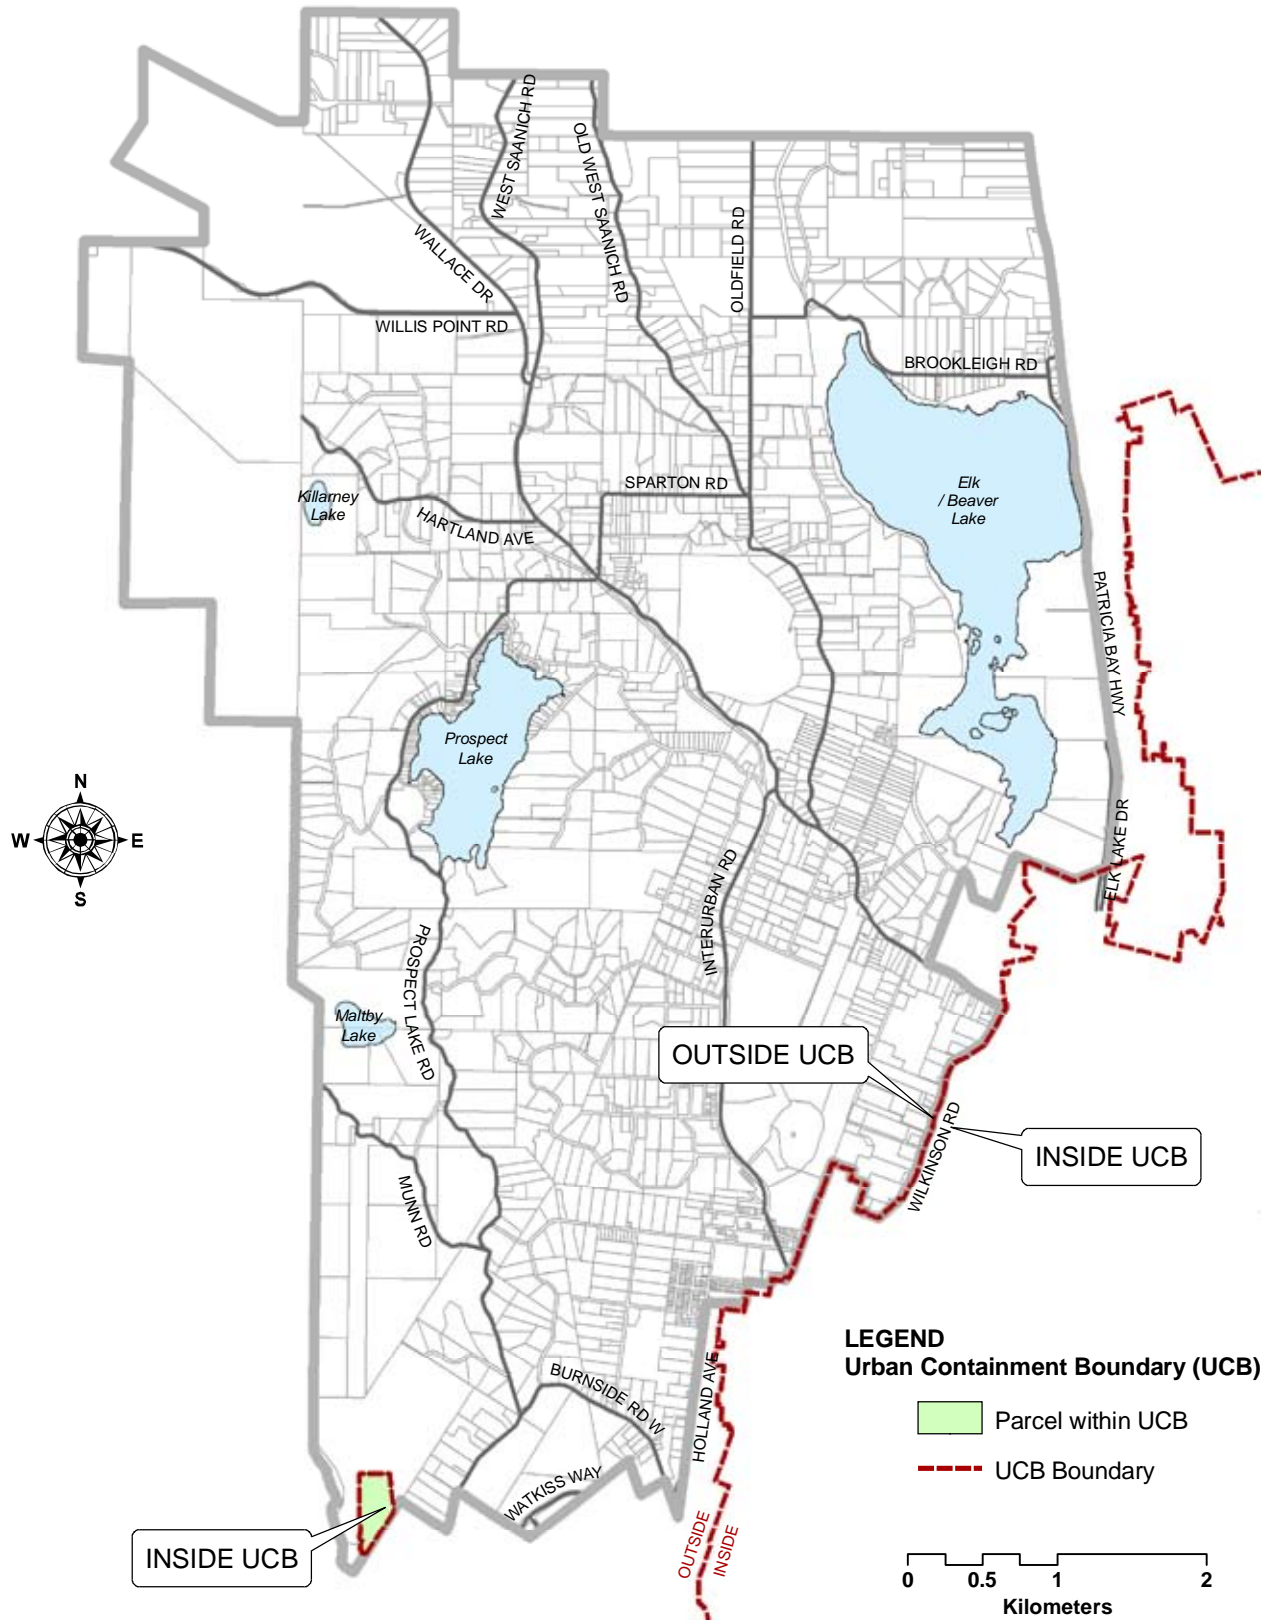 WEST SAANICH RD
OLD WEST SAANICH RD
WALLACE DR
OLDFIELD RD
WILLIS POINT RD
BROOKLEIGH RD
Killarney
Lake
HARTLAND AVE
SPARTON RD
Elk
/ Beaver
Lake
PATRICIA BAY HWY
Prospect
Lake
N
W
E
S
ELK LAKE DR
INTERURBAN RD
PROSPECT LAKE RD
Maltby
Lake
OUTSIDE UCB
INSIDE UCB
WILKINSON RD
MUNN RD
HOLLAND AVE
BURNSIDE RD W
WATKISS WAY
INSIDE UCB
OUTSIDE
INSIDE
LEGEND
Urban Containment Boundary (UCB)
Parcel within UCB
UCB Boundary
0 0.5 1 2
Kilometers